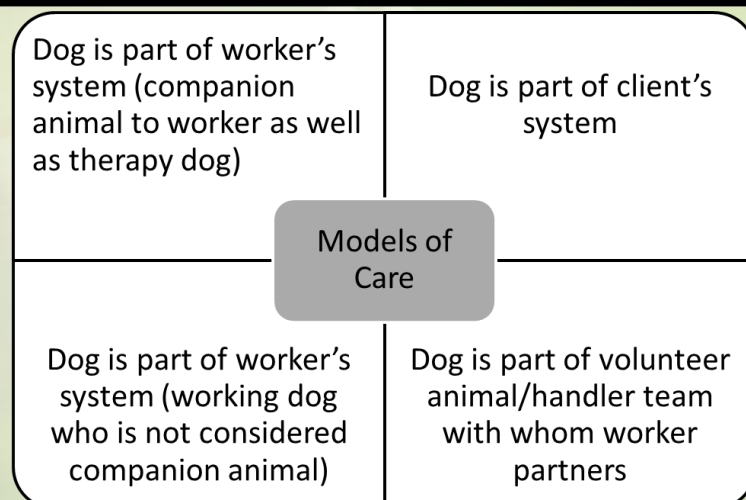 Dog is part of worker’s
system (companion
animal to worker as well
as therapy dog)
Dog is part of client’s
system
Models of
Care
Dog is part of worker’s
system (working dog
who is not considered
companion animal)
Dog is part of volunteer
animal/handler team
with whom worker
partners